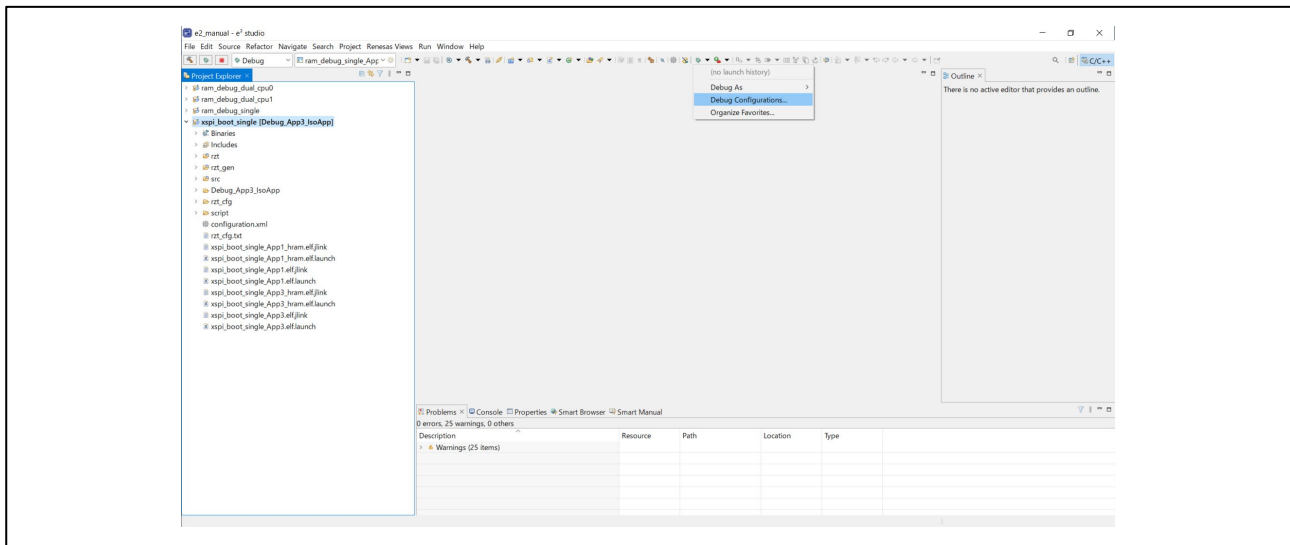 e2_manual - e² studio
File Edit Source Refactor Navigate Search Project Renesas Views Run Window Help
Debug ram_debug_single_App C/C++
Project Explorer
(no launch history)
Debug As
Debug Configurations...
Organize Favorites...
Outline
There is no active editor that provides an outline.
ram_debug_dual_cpu0
ram_debug_dual_cpu1
ram_debug_single
xspi_boot_single [Debug_App3_IsoApp]
Binaries
Includes
rzt
rzt_gen
src
Debug_App3_IsoApp
rzt_cfg
script
configuration.xml
rzt_cfg.txt
xspi_boot_single_App1_hram.elf.jlink
xspi_boot_single_App1_hram.elf.launch
xspi_boot_single_App1.elf.jlink
xspi_boot_single_App1.elf.launch
xspi_boot_single_App3_hram.elf.jlink
xspi_boot_single_App3_hram.elf.launch
xspi_boot_single_App3.elf.jlink
xspi_boot_single_App3.elf.launch
Problems Console Properties Smart Browser Smart Manual
0 errors, 25 warnings, 0 others
Description Resource Path Location Type
Warnings (25 items)